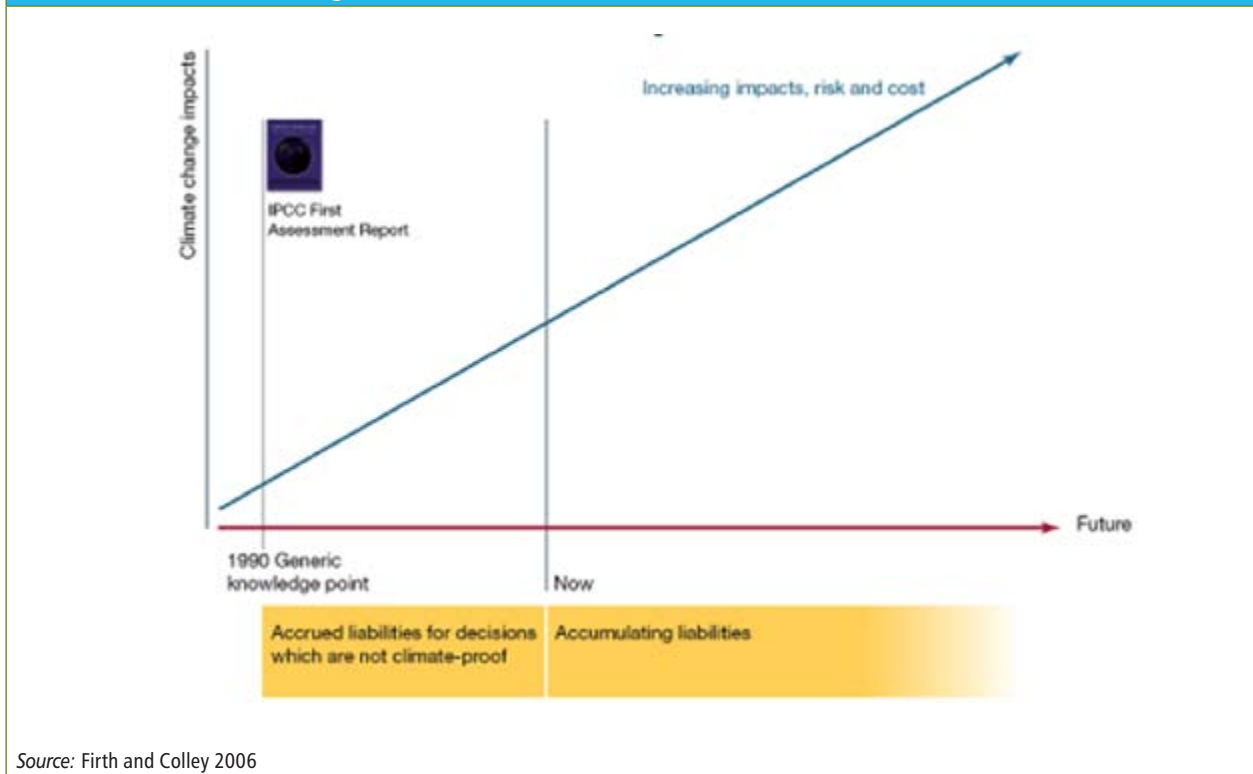 Climate change impacts
Increasing impacts, risk and cost
IPCC First
Assessment Report
Future
1990 Generic
knowledge point
Now
Accrued liabilities for decisions
which are not climate-proof
Accumulating liabilities
Source: Firth and Colley 2006